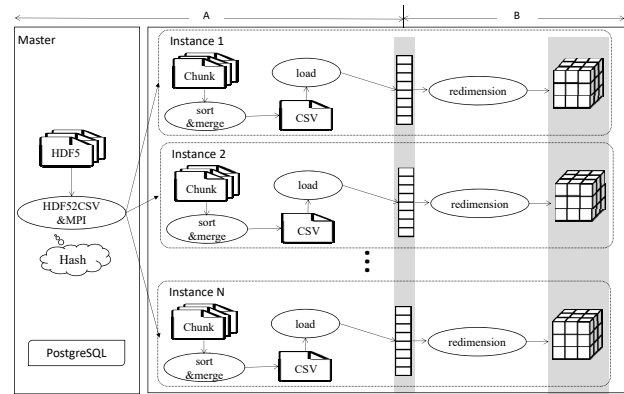 A
B
Master
HDF5
HDF52CSV
&MPI
Hash
PostgreSQL
Instance 1
Chunk
sort
&merge
load
CSV
redimension
Instance 2
Chunk
sort
&merge
load
CSV
redimension
Instance N
Chunk
sort
&merge
load
CSV
redimension